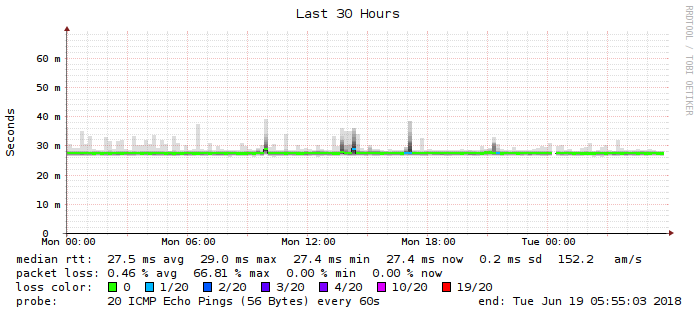 Last 30 Hours
RRDTOOL / TOBI OETIKER
Seconds
60 m
50 m
40 m
30 m
20 m
10 m
0
Mon 00:00 Mon 06:00 Mon 12:00 Mon 18:00 Tue 00:00
median rtt: 27.5 ms avg 29.0 ms max 27.4 ms min 27.4 ms now 0.2 ms sd 152.2 am/s
packet loss: 0.46 % avg 66.81 % max 0.00 % min 0.00 % now
loss color: 0 1/20 2/20 3/20 4/20 10/20 19/20
probe: 20 ICMP Echo Pings (56 Bytes) every 60s end: Tue Jun 19 05:55:03 2018